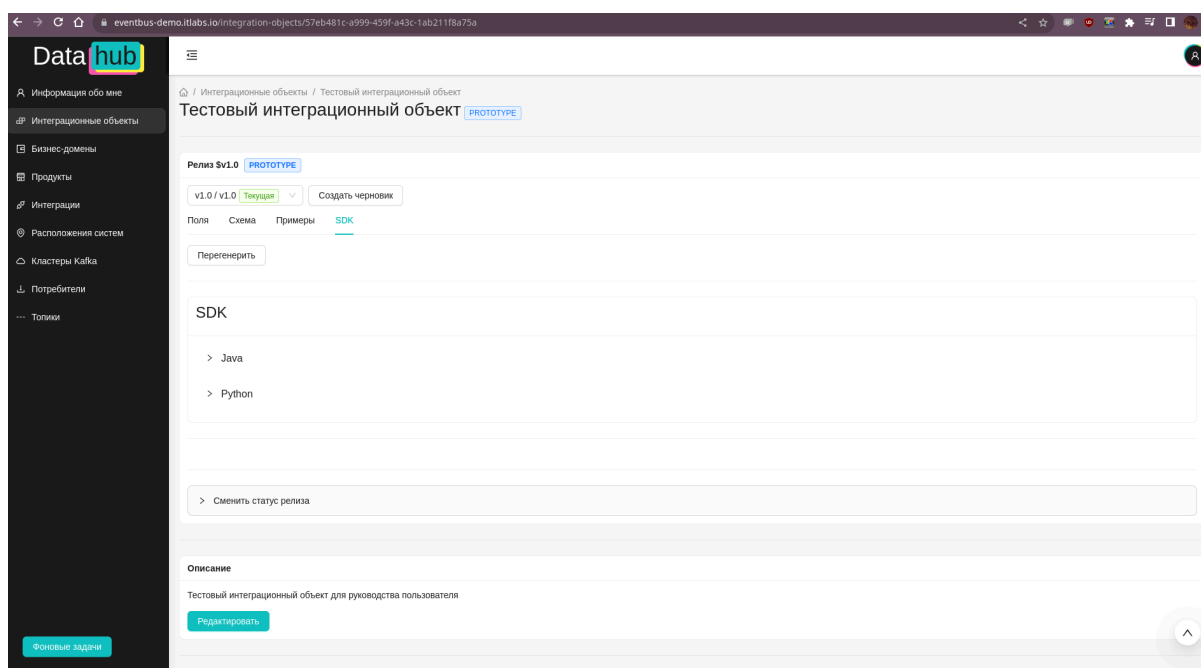 eventbus-demo.itlabs.io/integration-objects/57eb481c-a999-459f-a43c-1ab211f8a75a
Data hub
Информация обо мне
Интеграционные объекты
Бизнес-домены
Продукты
Интеграции
Расположения систем
Кластеры Kafka
Потребители
Топики
Фоновые задачи
/ Интеграционные объекты / Тестовый интеграционный объект
Тестовый интеграционный объект PROTOTYPE
Релиз $v1.0 PROTOTYPE
v1.0 / v1.0 Текущая Создать черновик
Поля Схема Примеры SDK
Перегенерить
SDK
Java
Python
Сменить статус релиза
Описание
Тестовый интеграционный объект для руководства пользователя
Редактировать